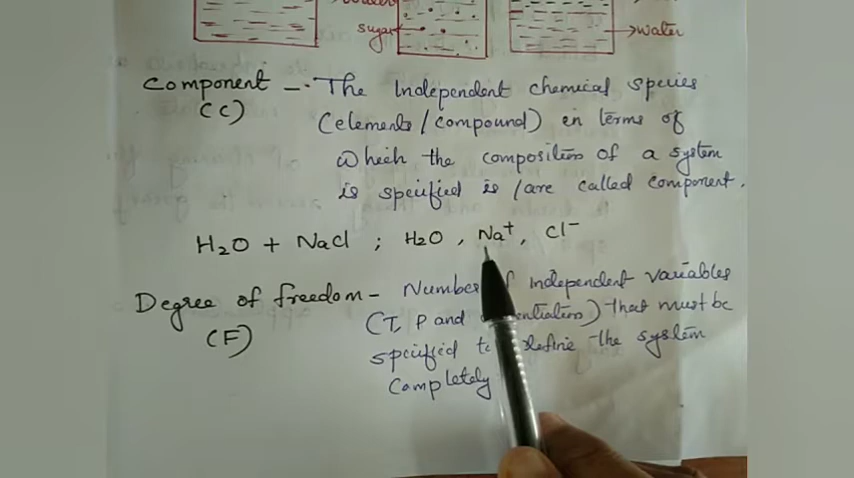 sugar
water
Component - . The Independent chemical species
(C) (elements/compound) in terms of
which the composition of a system
is specified is / are called component.
H₂O + NaCl ; H₂O , Na⁺, Cl⁻
Degree of freedom - Number of Independent variables
(F) (T, P and) that must be
specified to define the system
Completely